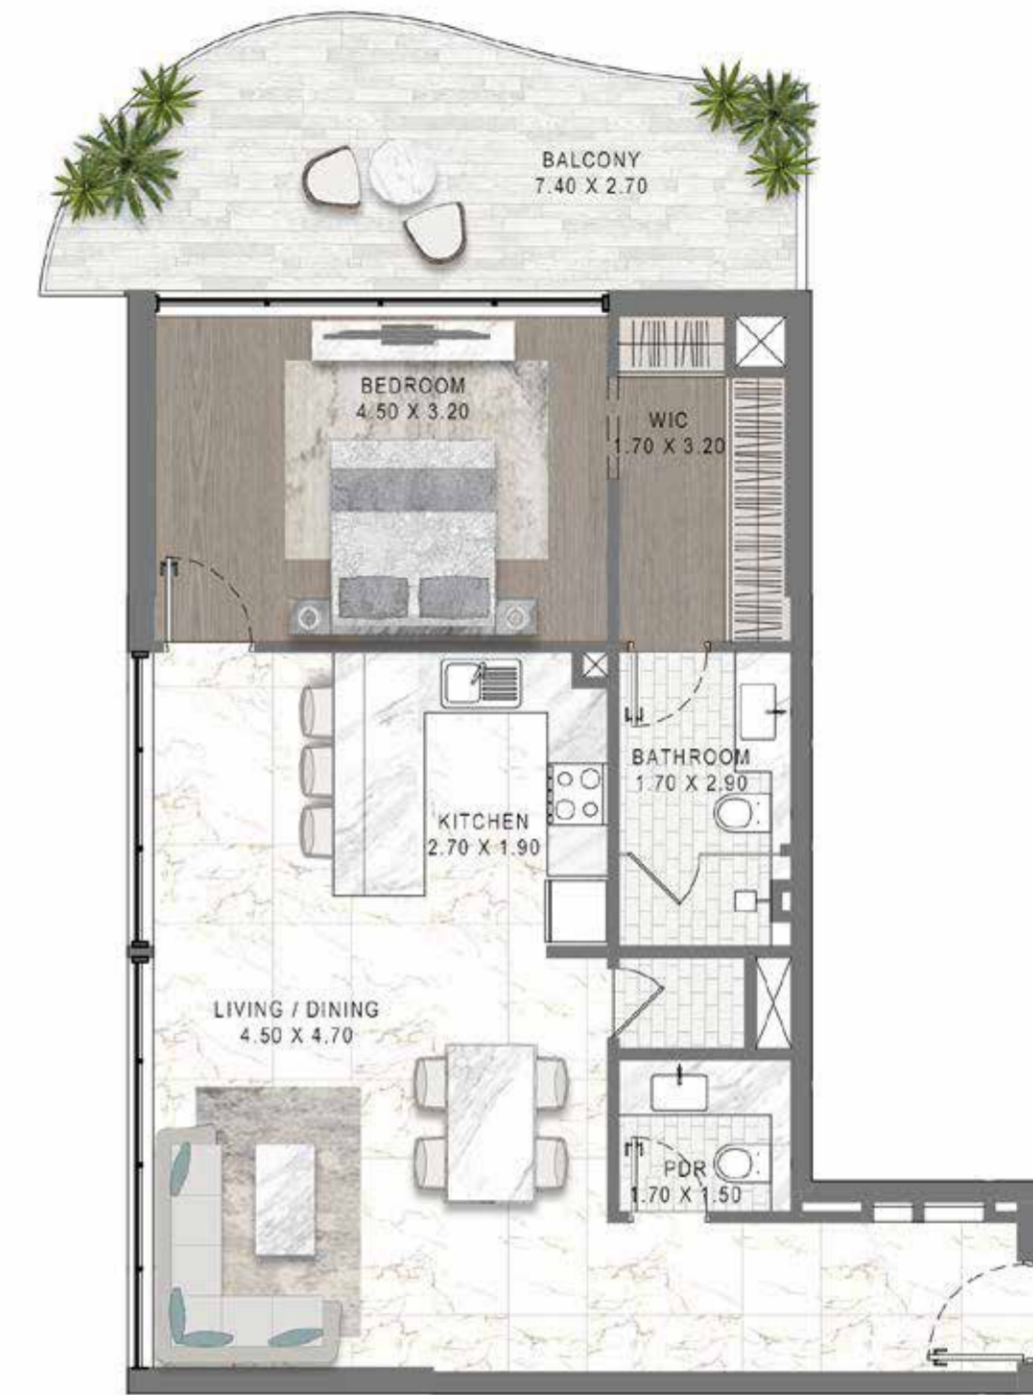 BALCONY
7.40 X 2.70
BEDROOM
4.50 X 3.20
WIC
1.70 X 3.20
BATHROOM
1.70 X 2.90
KITCHEN
2.70 X 1.90
LIVING / DINING
4.50 X 4.70
PDR
1.70 X 1.50